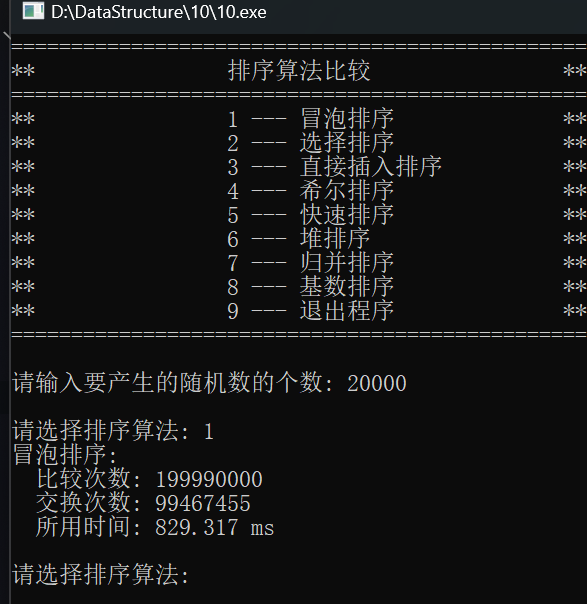 D:\DataStructure\10\10.exe
================================================
** 排序算法比较 **
================================================
** 1 --- 冒泡排序 **
** 2 --- 选择排序 **
** 3 --- 直接插入排序 **
** 4 --- 希尔排序 **
** 5 --- 快速排序 **
** 6 --- 堆排序 **
** 7 --- 归并排序 **
** 8 --- 基数排序 **
** 9 --- 退出程序 **
================================================
请输入要产生的随机数的个数: 20000
请选择排序算法: 1
冒泡排序:
比较次数: 199990000
交换次数: 99467455
所用时间: 829.317 ms
请选择排序算法: